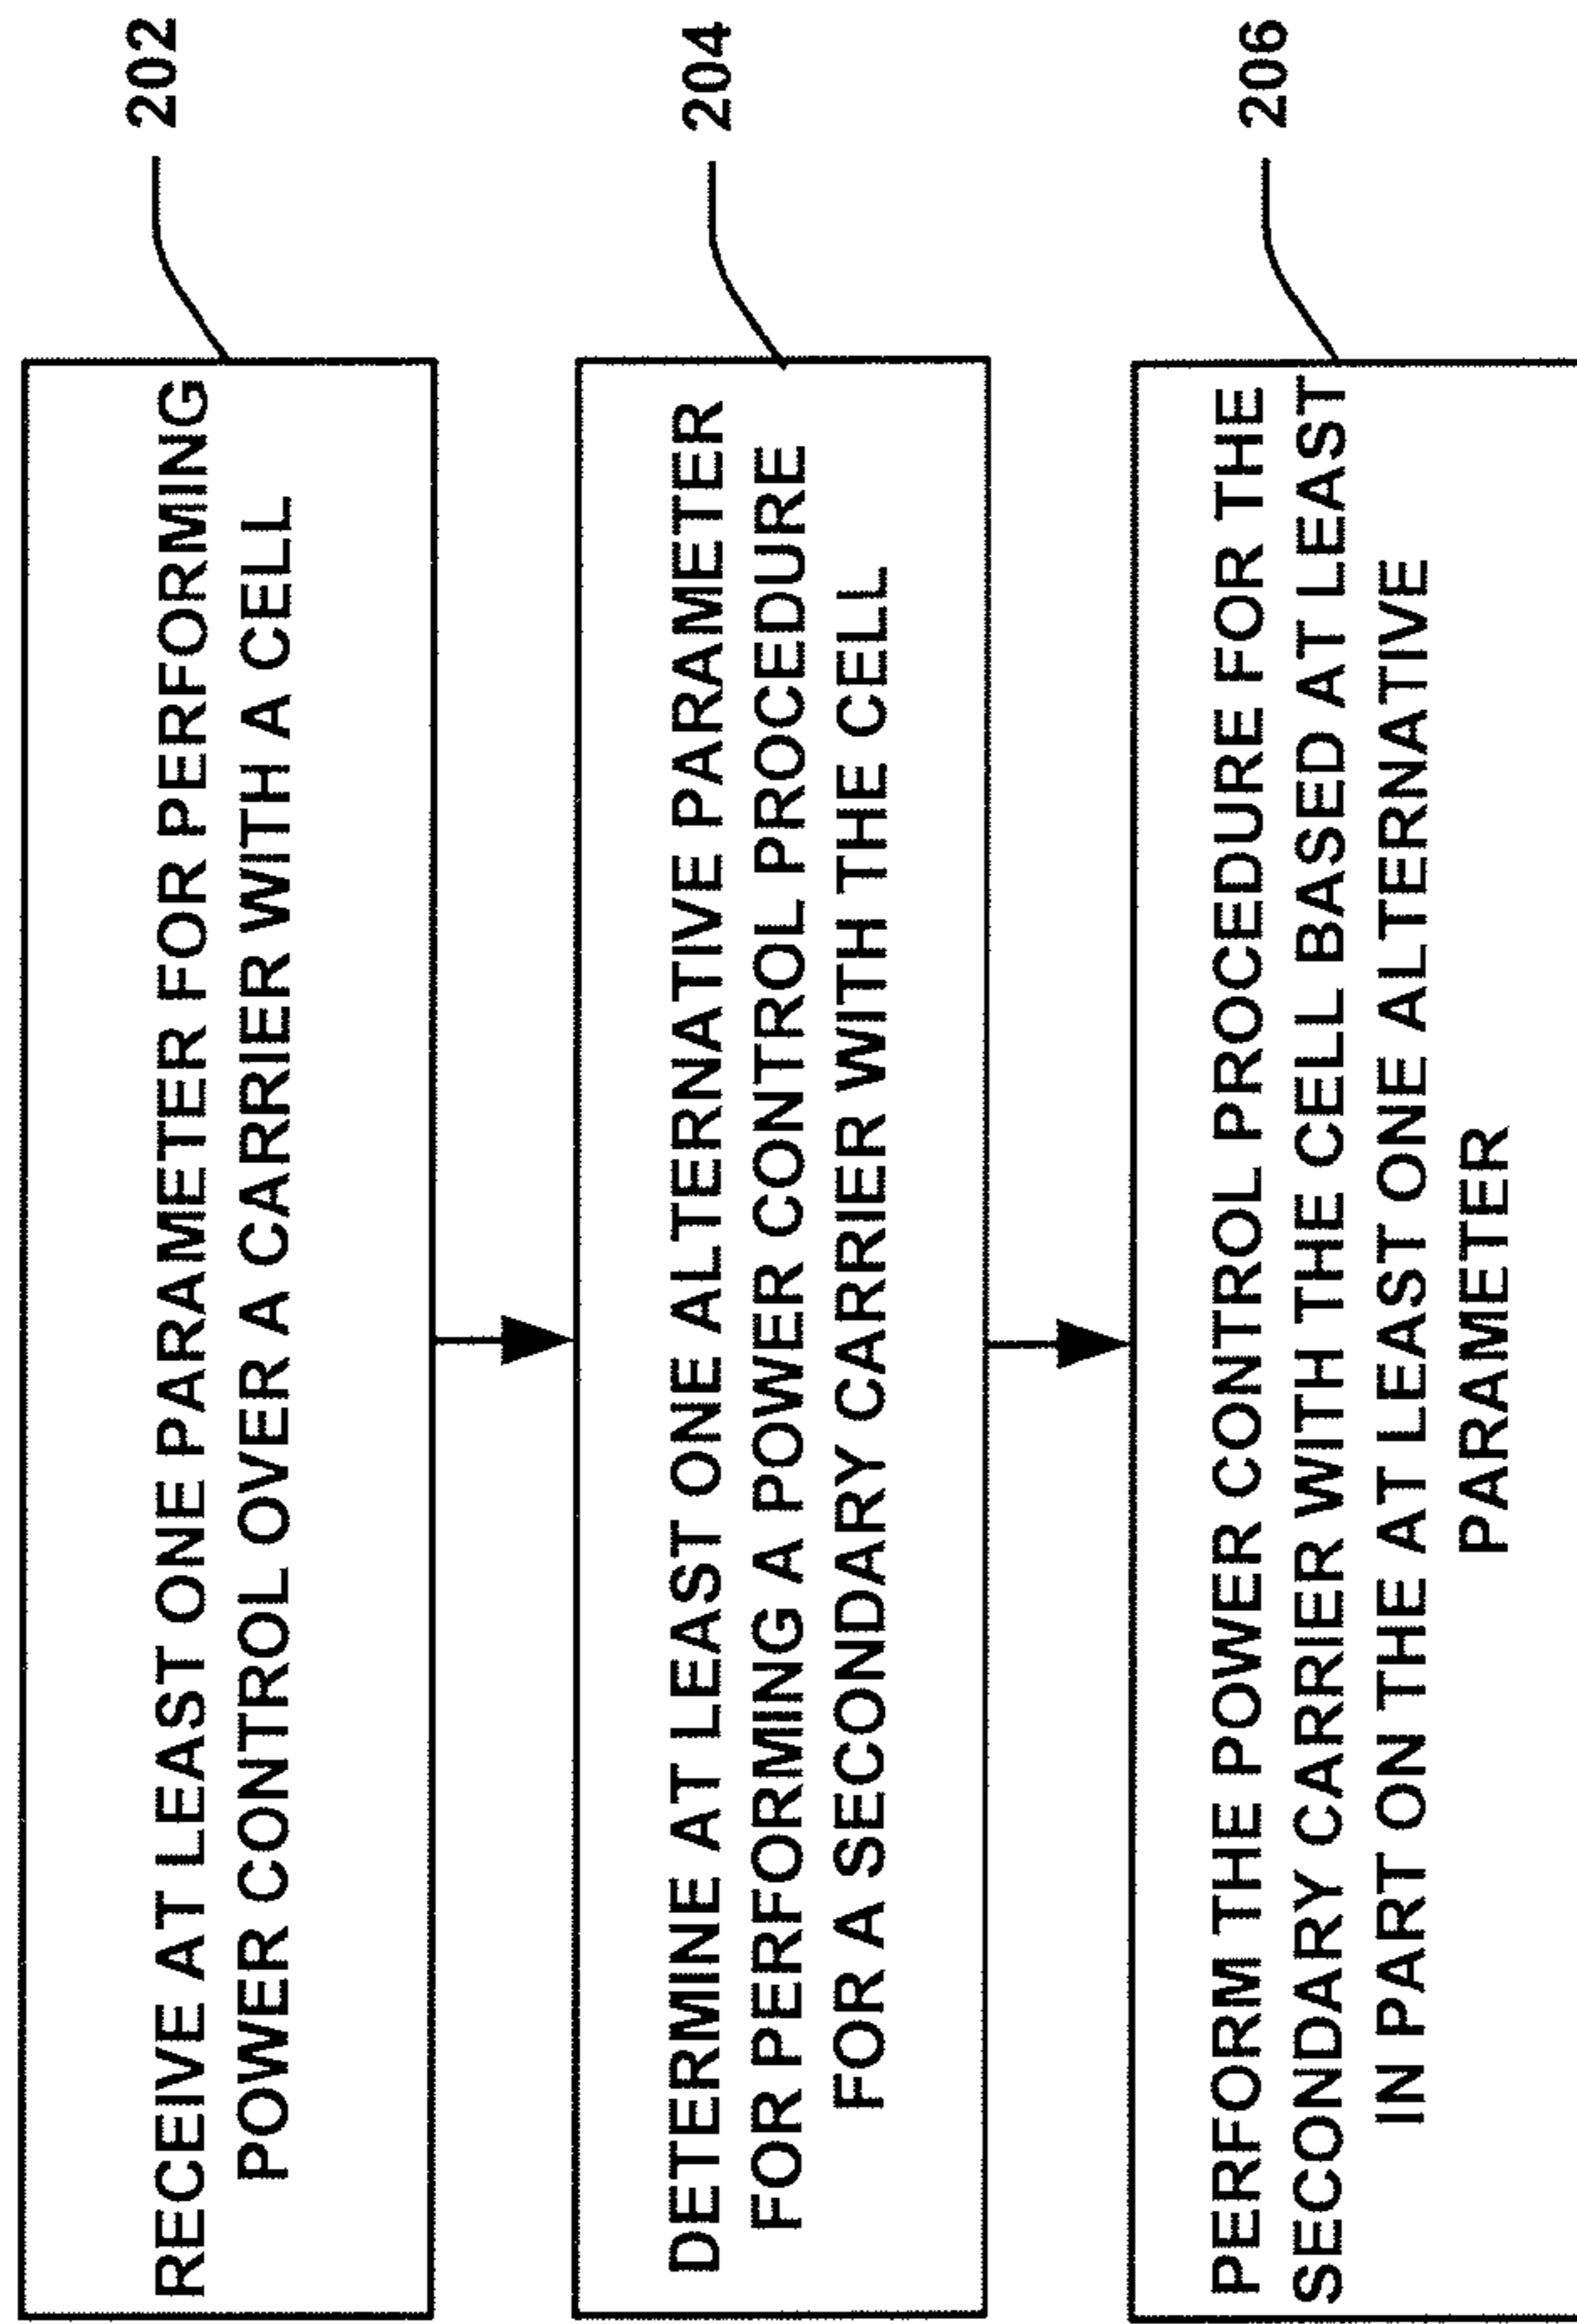 RECEIVE AT LEAST ONE PARAMETER FOR PERFORMING
POWER CONTROL OVER A CARRIER WITH A CELL
202
DETERMINE AT LEAST ONE ALTERNATIVE PARAMETER
FOR PERFORMING A POWER CONTROL PROCEDURE
FOR A SECONDARY CARRIER WITH THE CELL
204
PERFORM THE POWER CONTROL PROCEDURE FOR THE
SECONDARY CARRIER WITH THE CELL BASED AT LEAST
IN PART ON THE AT LEAST ONE ALTERNATIVE
PARAMETER
206